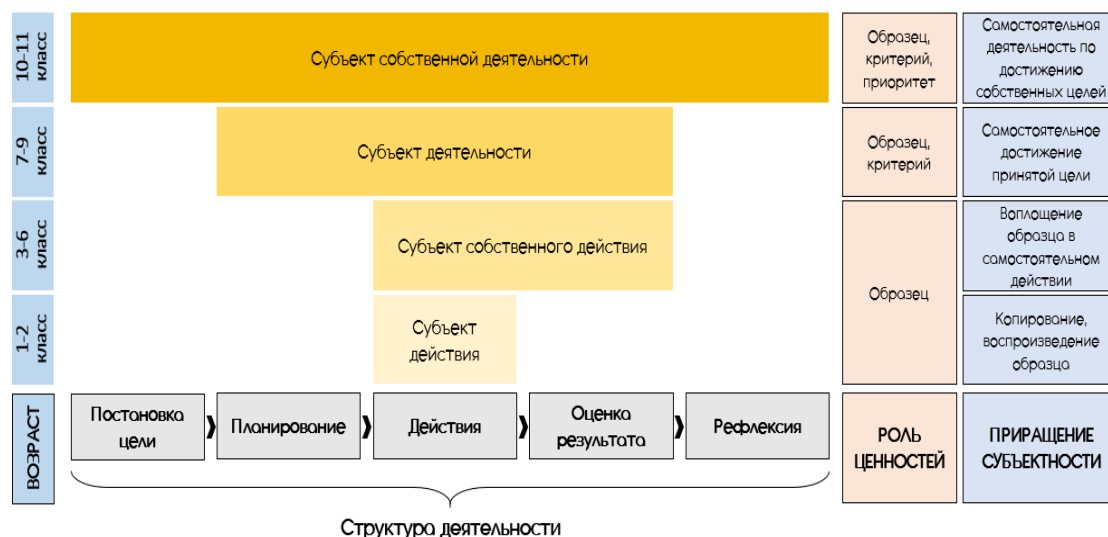 10-11
класс
Субъект собственной деятельности
Образец,
критерий,
приоритет
Самостоятельная
деятельность по
достижению
собственных целей
7-9
класс
Субъект деятельности
Образец,
критерий
Самостоятельное
достижение
принятой цели
3-6
класс
Субъект собственного действия
Воплощение
образца в
самостоятельном
действии
Образец
1-2
класс
Субъект
действия
Копирование,
воспроизведение
образца
ВОЗРАСТ
Постановка
цели
Планирование
Действия
Оценка
результата
Рефлексия
РОЛЬ
ЦЕННОСТЕЙ
ПРИРАЩЕНИЕ
СУБЪЕКТНОСТИ
Структура деятельности